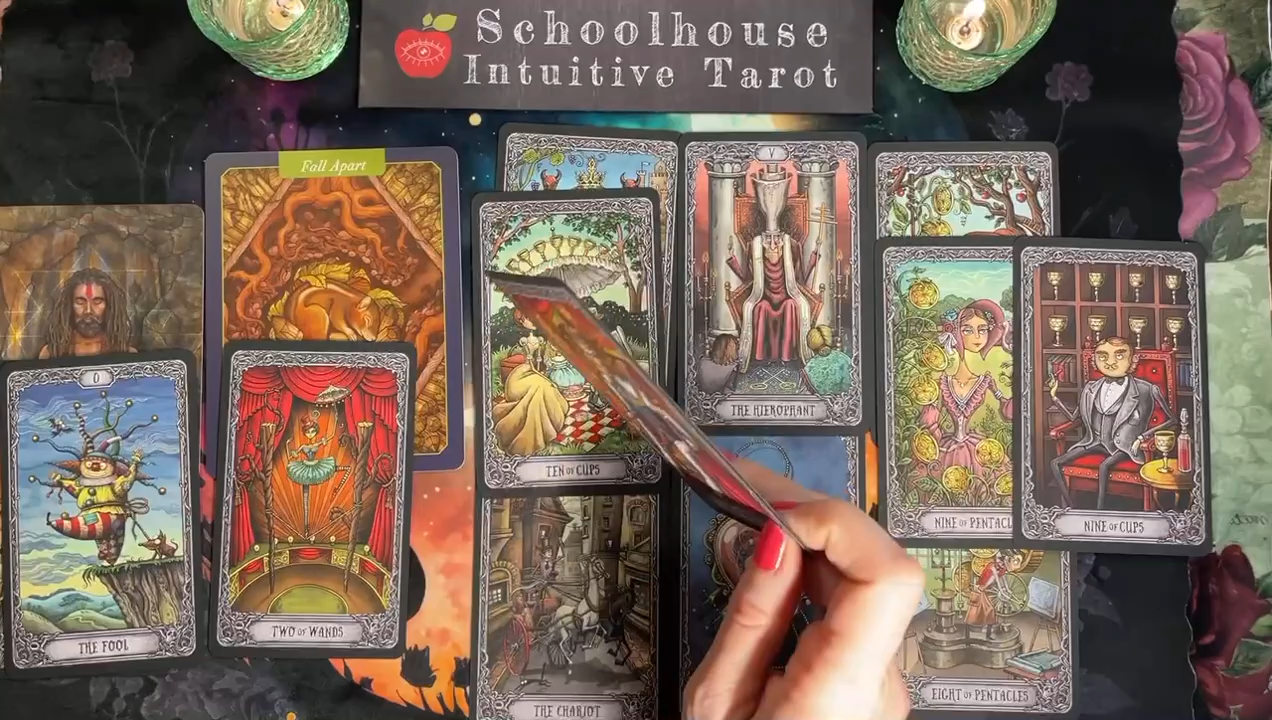 Schoolhouse
Intuitive Tarot
Fall Apart
V
THE HIEROPHANT
TEN OF CUPS
0
THE FOOL
TWO OF WANDS
NINE OF PENTACL
NINE OF CUPS
EIGHT OF PENTACLES
THE CHARIOT